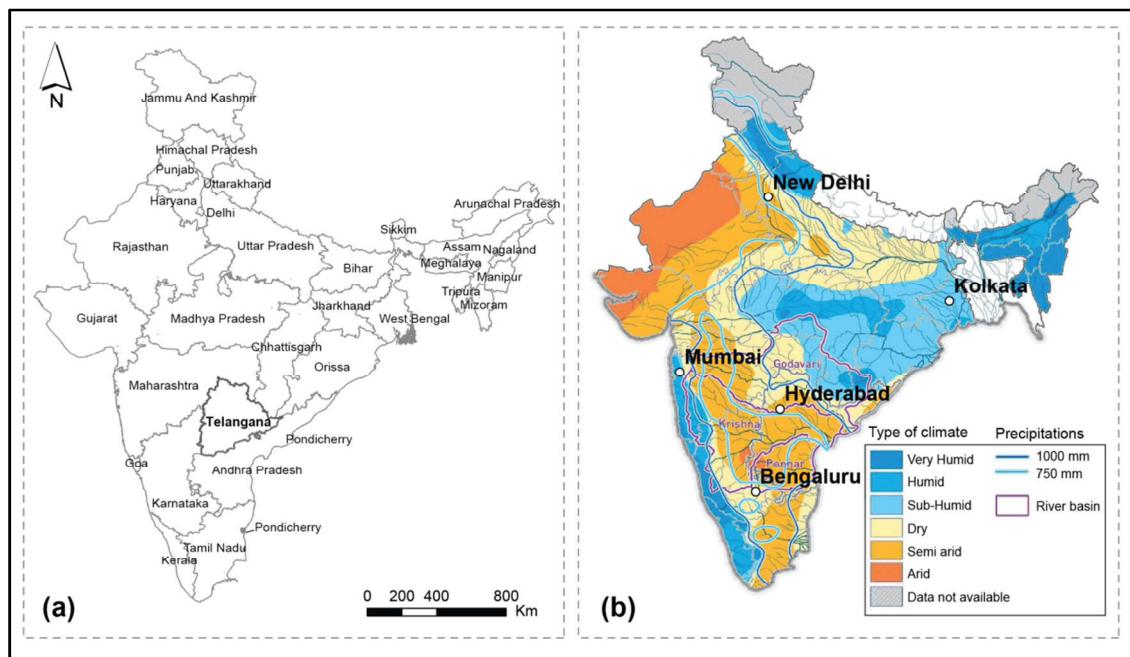 N
Jammu And Kashmir
Himachal Pradesh
Punjab
Uttarakhand
Haryana
Delhi
Arunachal Pradesh
Sikkim
Rajasthan
Uttar Pradesh
Assam
Nagaland
Bihar
Meghalaya
Manipur
Tripura
Mizoram
Jharkhand
Gujarat
Madhya Pradesh
West Bengal
Chhattisgarh
Orissa
Maharashtra
Telangana
Pondicherry
Goa
Andhra Pradesh
Karnataka
Pondicherry
Tamil Nadu
Kerala
0 200 400 800
Km
(a)
New Delhi
Kolkata
Mumbai
Godavari
Hyderabad
Krishna
Pennar
Bengaluru
Type of climate
Very Humid
Humid
Sub-Humid
Dry
Semi arid
Arid
Data not available
Precipitations
1000 mm
750 mm
River basin
(b)